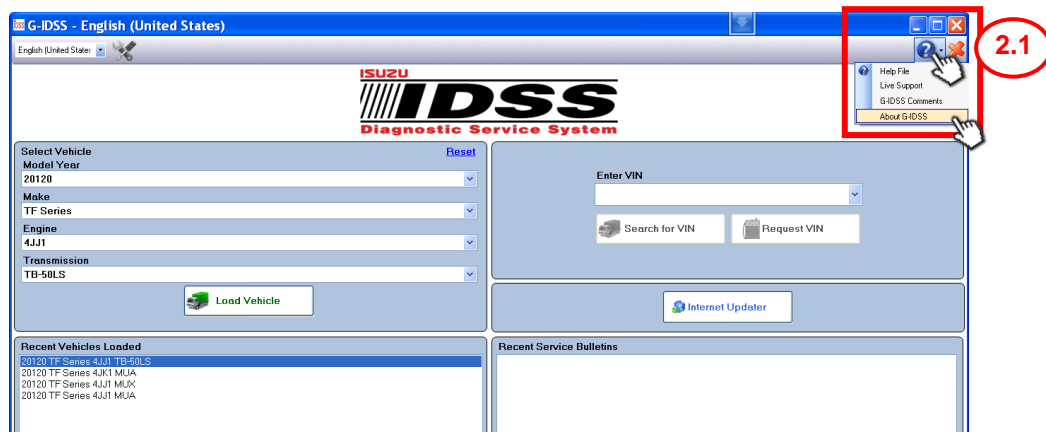 G-IDSS - English (United States)
English (United State:
2.1
Help File
Live Support
G-IDSS Comments
About G-IDSS
ISUZU
IDSS
Diagnostic Service System
Select Vehicle
Reset
Model Year
20120
Make
TF Series
Engine
4JJ1
Transmission
TB-50LS
Load Vehicle
Enter VIN
Search for VIN
Request VIN
Internet Updater
Recent Vehicles Loaded
20120 TF Series 4JJ1 TB-50LS
20120 TF Series 4JK1 MUA
20120 TF Series 4JJ1 MUX
20120 TF Series 4JJ1 MUA
Recent Service Bulletins